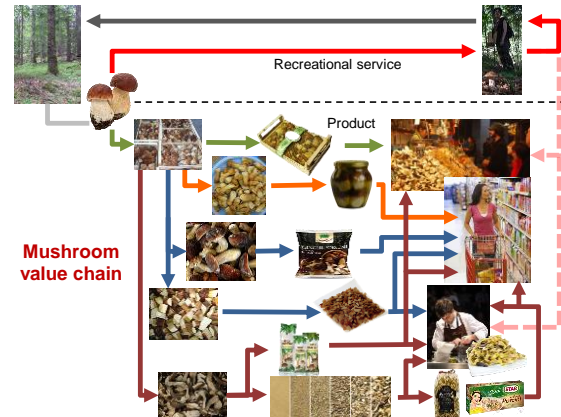 Recreational service
Product
Mushroom
value chain
STAR